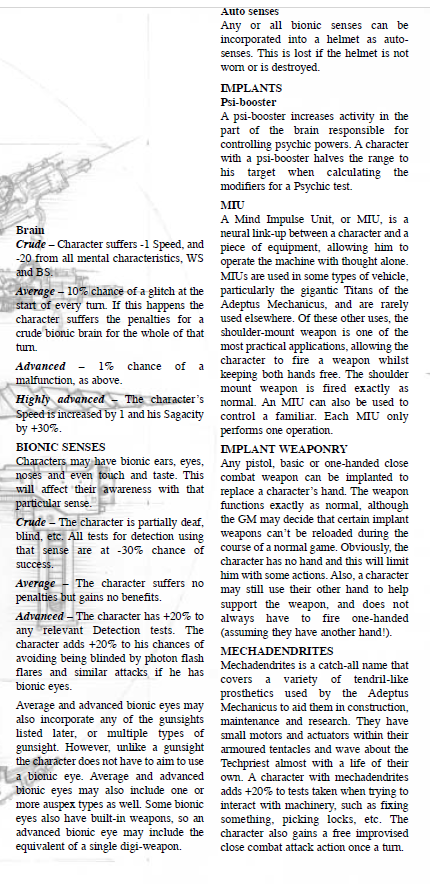 Brain
Crude – Character suffers -1 Speed, and
-20 from all mental characteristics, WS
and BS.
Average – 10% chance of a glitch at the
start of every turn. If this happens the
character suffers the penalties for a
crude bionic brain for the whole of that
turn.
Advanced – 1% chance of a
malfunction, as above.
Highly advanced – The character's
Speed is increased by 1 and his Sagacity
by +30%.
BIONIC SENSES
Characters may have bionic ears, eyes,
noses and even touch and taste. This
will affect their awareness with that
particular sense.
Crude – The character is partially deaf,
blind, etc. All tests for detection using
that sense are at -30% chance of
success.
Average – The character suffers no
penalties but gains no benefits.
Advanced – The character has +20% to
any relevant Detection tests. The
character adds +20% to his chances of
avoiding being blinded by photon flash
flares and similar attacks if he has
bionic eyes.
Average and advanced bionic eyes may
also incorporate any of the gunsights
listed later, or multiple types of
gunsight. However, unlike a gunsight
the character does not have to aim to use
a bionic eye. Average and advanced
bionic eyes may also include one or
more auspex types as well. Some bionic
eyes also have built-in weapons, so an
advanced bionic eye may include the
equivalent of a single digi-weapon.
Auto senses
Any or all bionic senses can be
incorporated into a helmet as auto-
senses. This is lost if the helmet is not
worn or is destroyed.
IMPLANTS
Psi-booster
A psi-booster increases activity in the
part of the brain responsible for
controlling psychic powers. A character
with a psi-booster halves the range to
his target when calculating the
modifiers for a Psychic test.
MIU
A Mind Impulse Unit, or MIU, is a
neural link-up between a character and a
piece of equipment, allowing him to
operate the machine with thought alone.
MIUs are used in some types of vehicle,
particularly the gigantic Titans of the
Adeptus Mechanicus, and are rarely
used elsewhere. Of these other uses, the
shoulder-mount weapon is one of the
most practical applications, allowing the
character to fire a weapon whilst
keeping both hands free. The shoulder
mount weapon is fired exactly as
normal. An MIU can also be used to
control a familiar. Each MIU only
performs one operation.
IMPLANT WEAPONRY
Any pistol, basic or one-handed close
combat weapon can be implanted to
replace a character's hand. The weapon
functions exactly as normal, although
the GM may decide that certain implant
weapons can't be reloaded during the
course of a normal game. Obviously, the
character has no hand and this will limit
him with some actions. Also, a character
may still use their other hand to help
support the weapon, and does not
always have to fire one-handed
(assuming they have another hand!).
MECHADENDRITES
Mechadendrites is a catch-all name that
covers a variety of tendril-like
prosthetics used by the Adeptus
Mechanicus to aid them in construction,
maintenance and research. They have
small motors and actuators within their
armoured tentacles and wave about the
Techpriest almost with a life of their
own. A character with mechadendrites
adds +20% to tests taken when trying to
interact with machinery, such as fixing
something, picking locks, etc. The
character also gains a free improvised
close combat attack action once a turn.